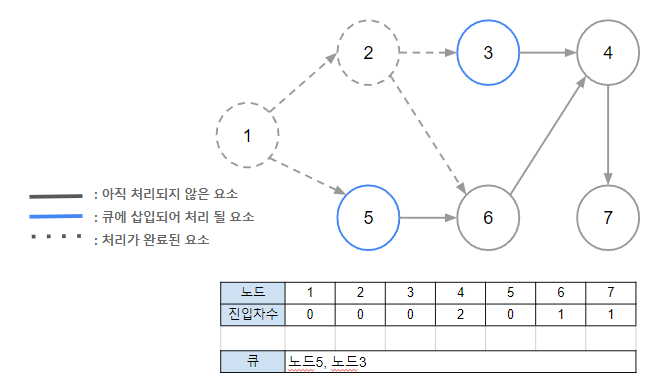 2
3
4
1
: 아직 처리되지 않은 요소
: 큐에 삽입되어 처리 될 요소
: 처리가 완료된 요소
5
6
7
노드 1 2 3 4 5 6 7
진입차수 0 0 0 2 0 1 1
큐 노드5, 노드3